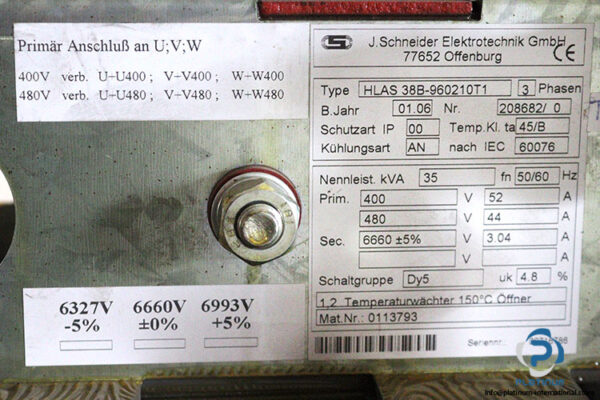 Primär Anschluß an U;V;W
400V verb. U+U400 ; V+V400 ; W+W400
480V verb. U+U480 ; V+V480 ; W+W480
J.Schneider Elektrotechnik GmbH
77652 Offenburg
CE
Type HLAS 38B-960210T1 3 Phasen
B.Jahr 01.06 Nr. 208682/ 0
Schutzart IP 00 Temp.Kl. ta 45/B
Kühlungsart AN nach IEC 60076
Nennleist. kVA 35 fn 50/60 Hz
Prim. 400 V 52 A
480 V 44 A
Sec. 6660 ±5% V 3.04 A
V A
Schaltgruppe Dy5 uk 4.8 %
1,2 Temperaturwächter 150°C Öffner
Mat.Nr.: 0113793
Seriennr.:
6327V 6660V 6993V
-5% ±0% +5%
PLATINUM
info@platinum-international.com